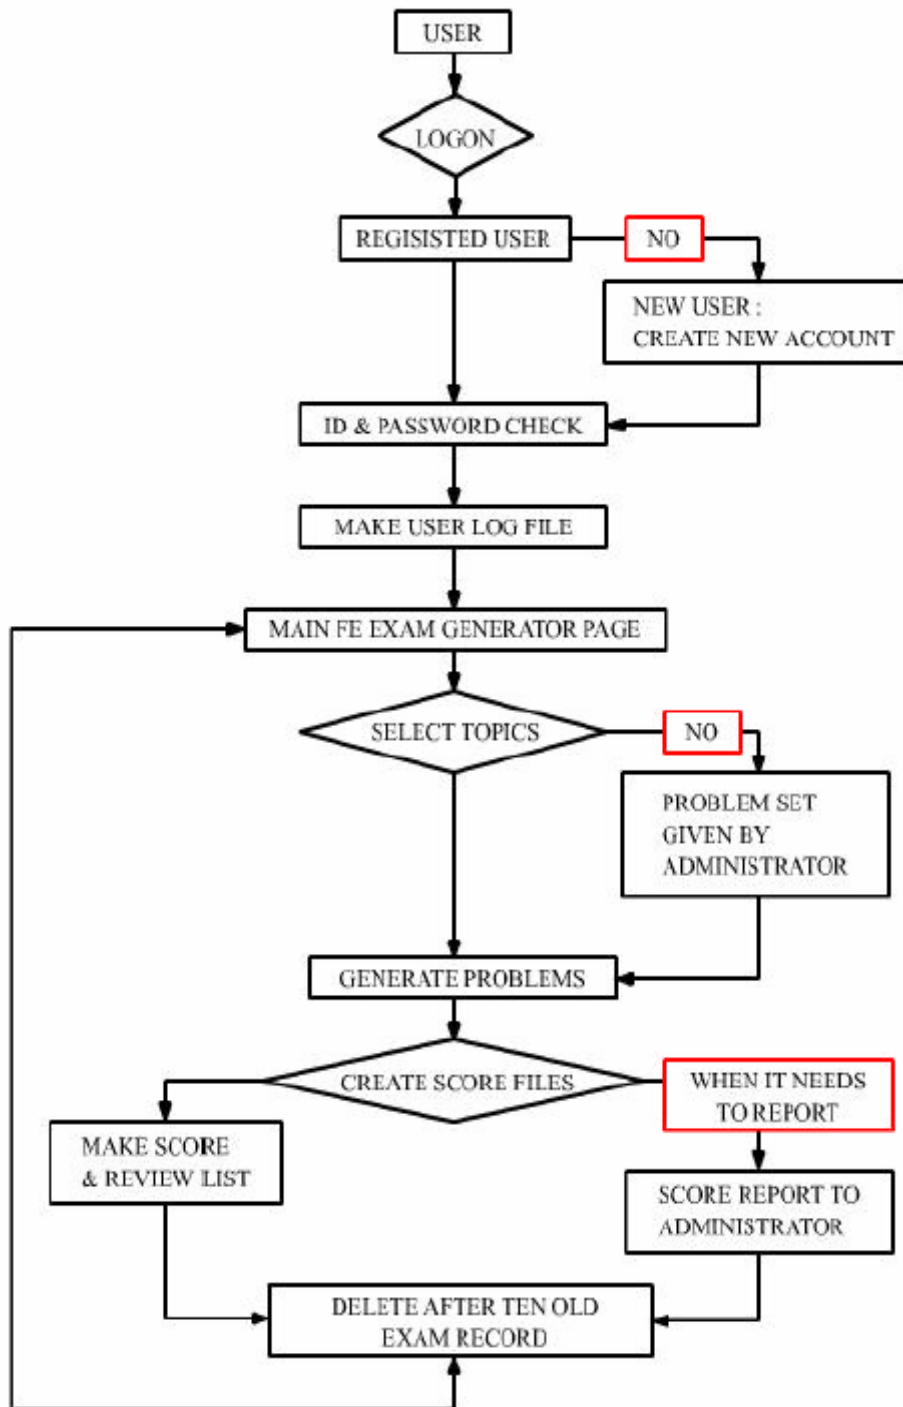 USER
LOGON
REGISISTED USER
NO
NEW USER :
CREATE NEW ACCOUNT
ID & PASSWORD CHECK
MAKE USER LOG FILE
MAIN FE EXAM GENERATOR PAGE
SELECT TOPICS
NO
PROBLEM SET
GIVEN BY
ADMINISTRATOR
GENERATE PROBLEMS
CREATE SCORE FILES
WHEN IT NEEDS
TO REPORT
MAKE SCORE
& REVIEW LIST
SCORE REPORT TO
ADMINISTRATOR
DELETE AFTER TEN OLD
EXAM RECORD